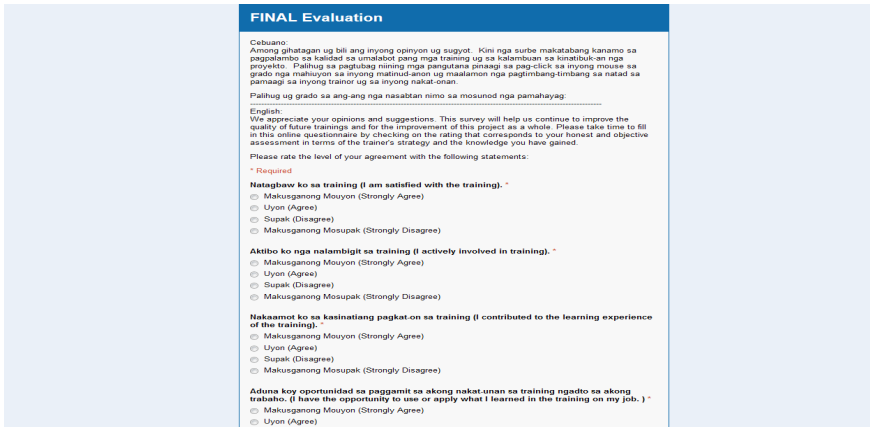 FINAL Evaluation
Cebuano:
Among gihatagan ug bili ang inyong opinyon ug sugyot.  Kini nga surbe makatabang kanamo sa
pagpalambo sa kalidad sa umalabot pang mga training ug sa kalambuan sa kinatibuk-an nga
proyekto.  Palihug sa pagtubag niining mga pangutana pinaagi sa pag-click sa inyong mouse sa
grado nga mahiuyon sa inyong matinud-anon ug maalamon nga pagtimbang-timbang sa natad sa
pamaagi sa inyong trainor ug sa inyong nakat-onan.
Palihug ug grado sa ang-ang nga nasabtan nimo sa mosunod nga pamahayag:
--------------------------------------------------------------------------------
English:
We appreciate your opinions and suggestions. This survey will help us continue to improve the
quality of future trainings and for the improvement of this project as a whole. Please take time to fill
in this online questionnaire by checking on the rating that corresponds to your honest and objective
assessment in terms of the trainer's strategy and the knowledge you have gained.
Please rate the level of your agreement with the following statements:
* Required
Natagbaw ko sa training (I am satisfied with the training). *
Makusganong Mouyon (Strongly Agree)
Uyon (Agree)
Supak (Disagree)
Makusganong Mosupak (Strongly Disagree)
Aktibo ko nga nalambigit sa training (I actively involved in training). *
Makusganong Mouyon (Strongly Agree)
Uyon (Agree)
Supak (Disagree)
Makusganong Mosupak (Strongly Disagree)
Nakaamot ko sa kasinatiang pagkat-on sa training (I contributed to the learning experience
of the training). *
Makusganong Mouyon (Strongly Agree)
Uyon (Agree)
Supak (Disagree)
Makusganong Mosupak (Strongly Disagree)
Aduna koy oportunidad sa paggamit sa akong nakat-unan sa training ngadto sa akong
trabaho. (I have the opportunity to use or apply what I learned in the training on my job. ) *
Makusganong Mouyon (Strongly Agree)
Uyon (Agree)